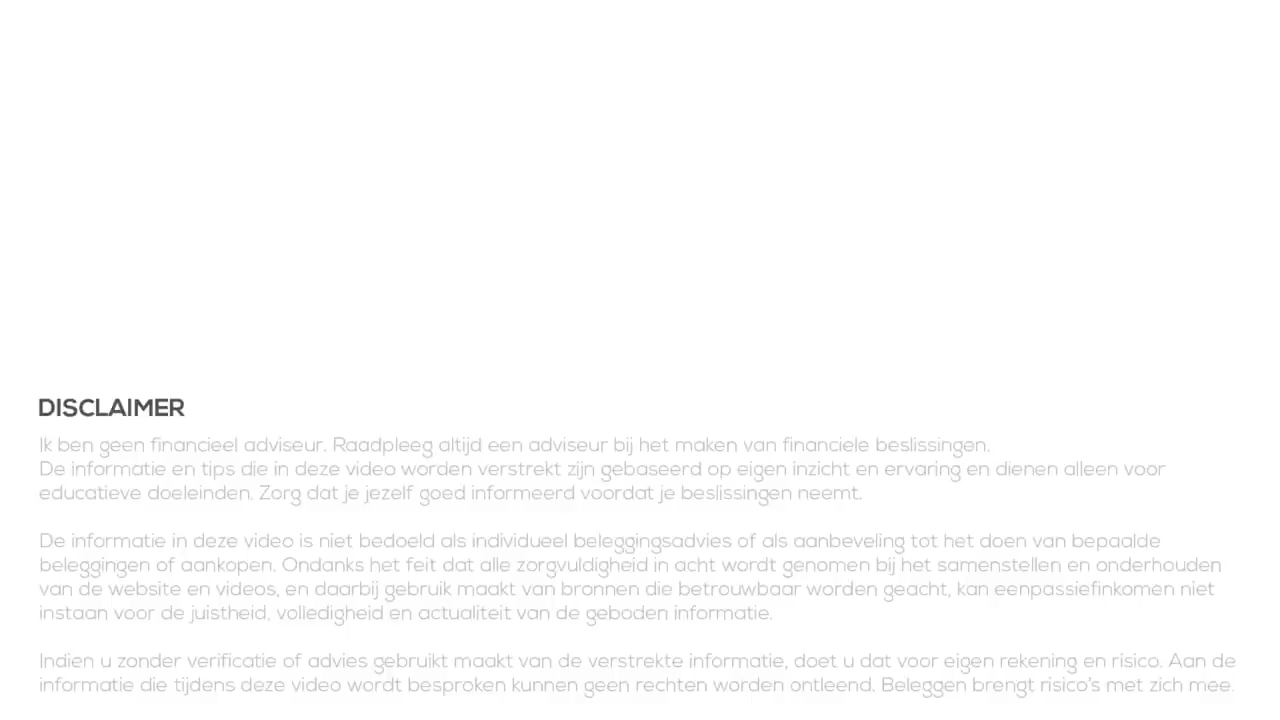 DISCLAIMER
Ik ben geen financieel adviseur. Raadpleeg altijd een adviseur bij het maken van financiele beslissingen.
De informatie en tips die in deze video worden verstrekt zijn gebaseerd op eigen inzicht en ervaring en dienen alleen voor
educatieve doeleinden. Zorg dat je jezelf goed informeerd voordat je beslissingen neemt.
De informatie in deze video is niet bedoeld als individueel beleggingsadvies of als aanbeveling tot het doen van bepaalde
beleggingen of aankopen. Ondanks het feit dat alle zorgvuldigheid in acht wordt genomen bij het samenstellen en onderhouden
van de website en videos, en daarbij gebruik maakt van bronnen die betrouwbaar worden geacht, kan eenpassiefinkomen niet
instaan voor de juistheid, volledigheid en actualiteit van de geboden informatie.
Indien u zonder verificatie of advies gebruikt maakt van de verstrekte informatie, doet u dat voor eigen rekening en risico. Aan de
informatie die tijdens deze video wordt besproken kunnen geen rechten worden ontleend. Beleggen brengt risico's met zich mee.